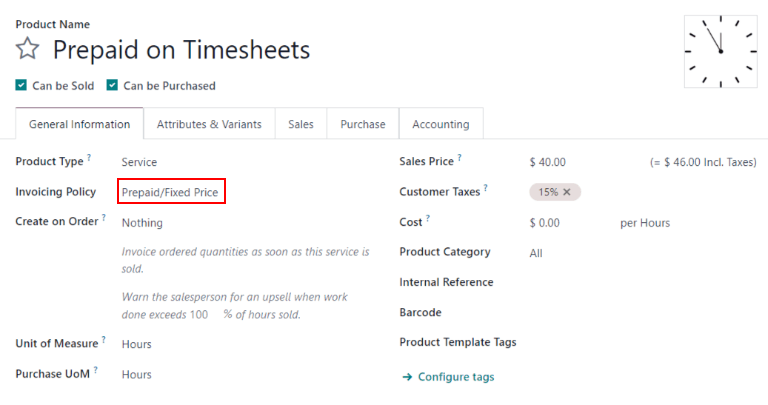 Product Name
Prepaid on Timesheets
Can be Sold Can be Purchased
General Information Attributes & Variants Sales Purchase Accounting
Product Type ? Service
Invoicing Policy Prepaid/Fixed Price
Create on Order ? Nothing
Invoice ordered quantities as soon as this service is
sold.
Warn the salesperson for an upsell when work
done exceeds 100 % of hours sold.
Unit of Measure ? Hours
Purchase UoM ? Hours
Sales Price ? $ 40.00 (= $ 46.00 Incl. Taxes)
Customer Taxes ? 15% ×
Cost ? $ 0.00 per Hours
Product Category All
Internal Reference
Barcode
Product Template Tags
→ Configure tags